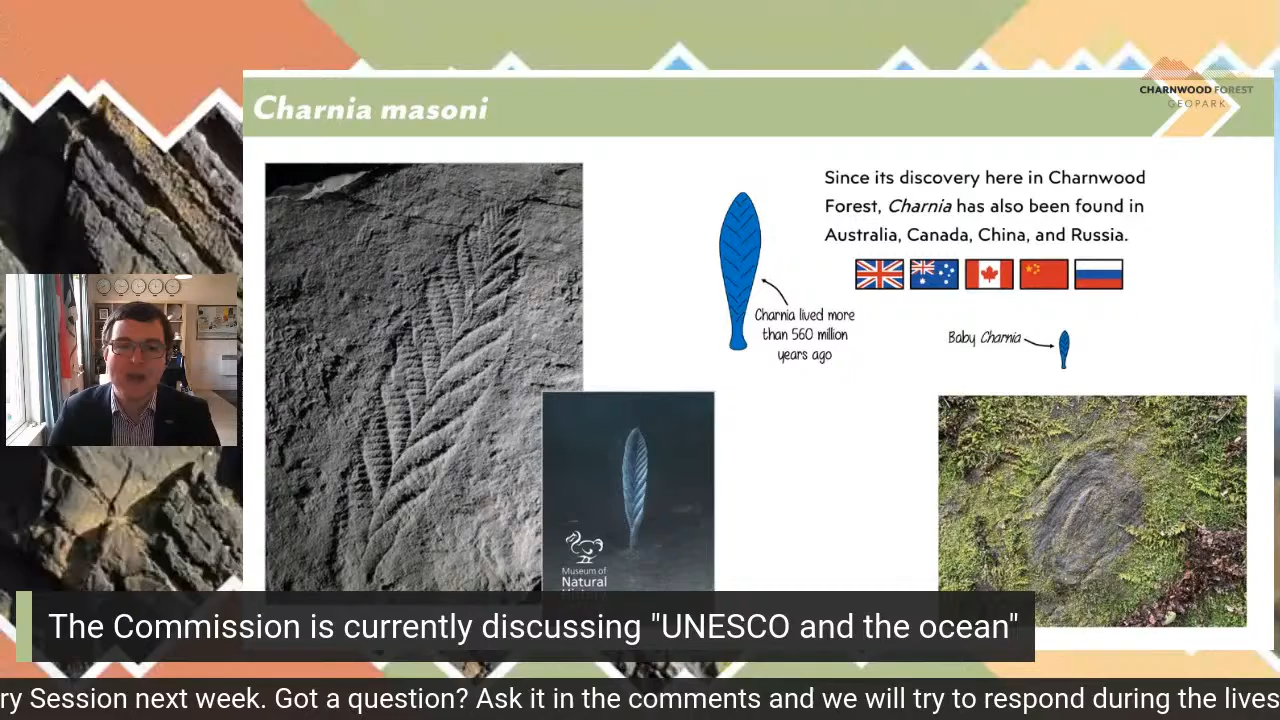 Charnia masoni
CHARNWOOD FOREST
GEOPARK
Since its discovery here in Charnwood
Forest, Charnia has also been found in
Australia, Canada, China, and Russia.
Charnia lived more
than 560 million
years ago
Baby Charnia
Museum of
Natural
The Commission is currently discussing "UNESCO and the ocean"
ry Session next week. Got a question? Ask it in the comments and we will try to respond during the lives